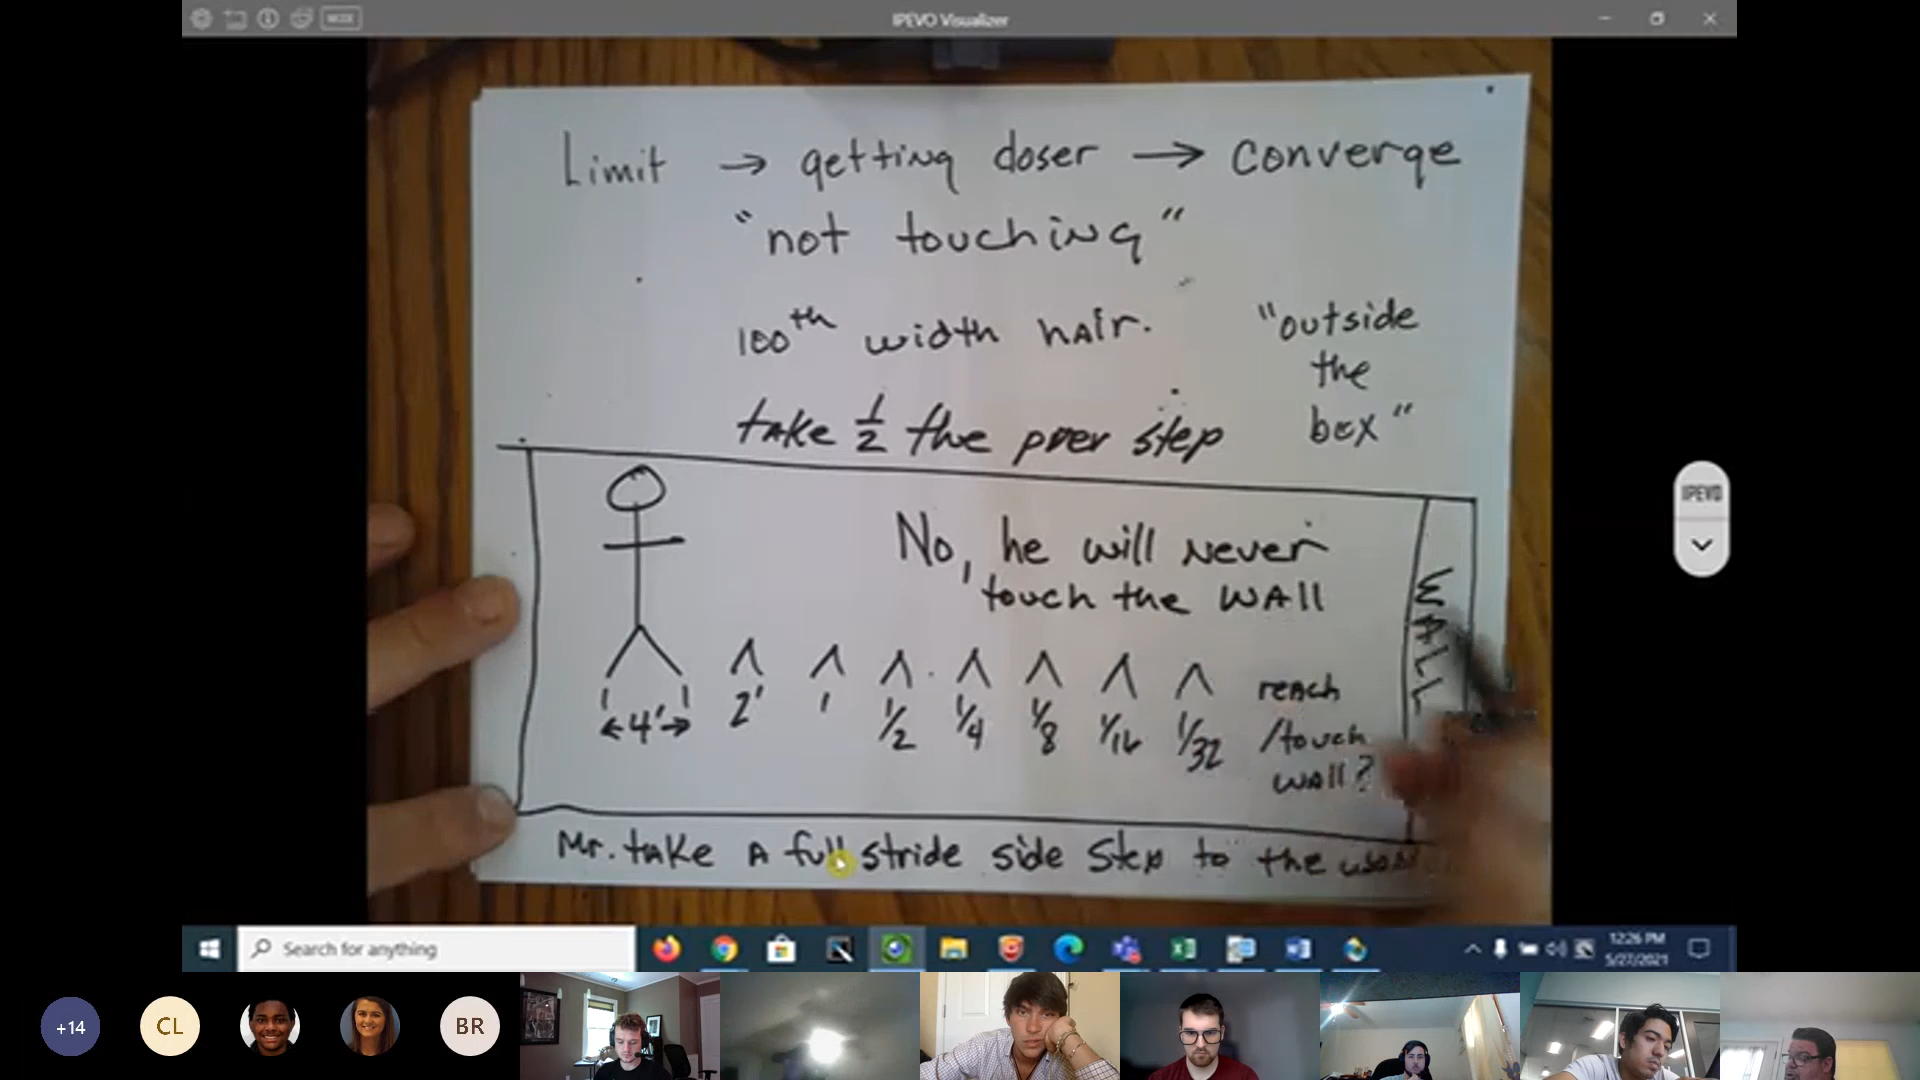 IPEVO Visualizer
Limit → getting closer → converge
"not touching"
100th width hair.
"outside
the
box"
take 1/2 the prev step
No, he will never
touch the wall
WALL
←4'→ 2' 1 1/2 1/4 1/8 1/16 1/32
reach
/touch
wall?
Mr. take A full stride side step to the
IPEVO
Search for anything
12:26 PM
5/27/2021
+14
CL
BR